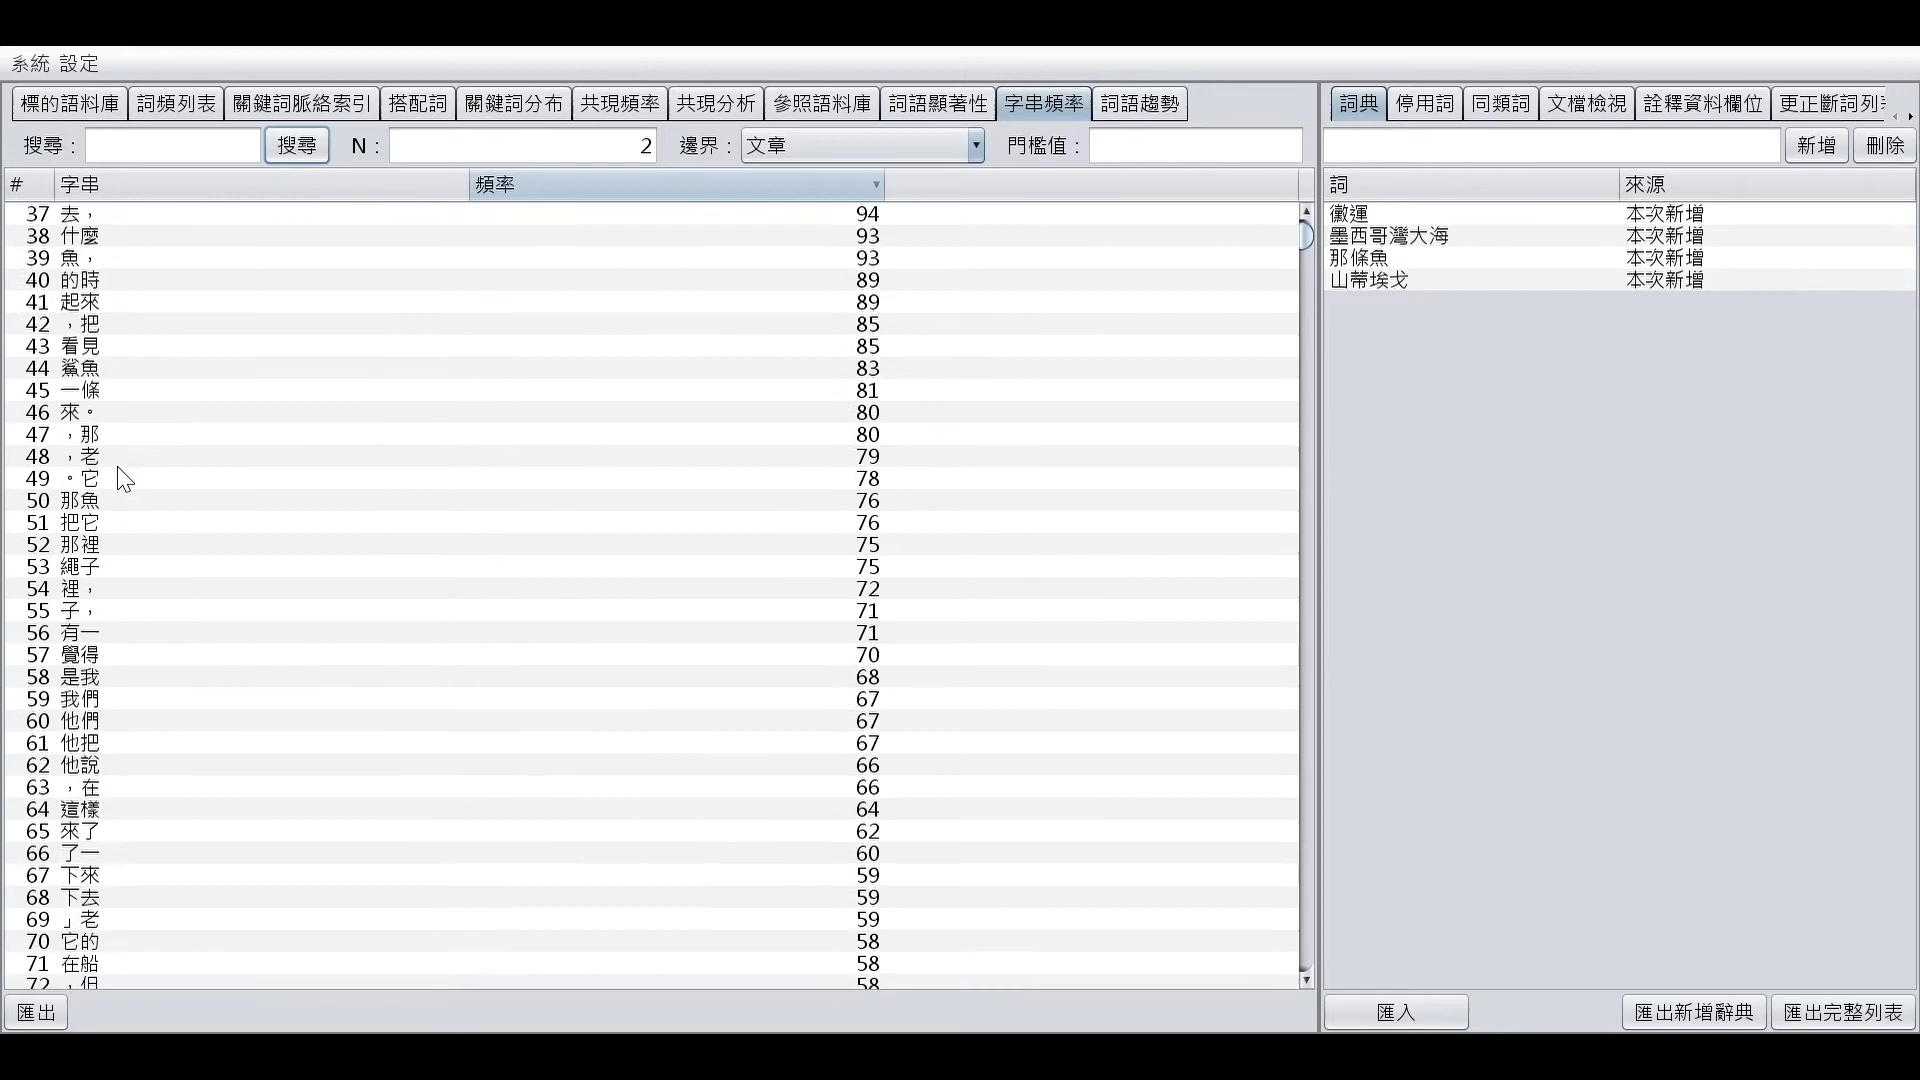 系統 設定
標的語料庫 詞頻列表 關鍵詞脈絡索引 搭配詞 關鍵詞分布 共現頻率 共現分析 參照語料庫 詞語顯著性 字串頻率 詞語趨勢 詞典 停用詞 同類詞 文檔檢視 詮釋資料欄位 更正斷詞列
搜尋： 搜尋 N： 2 邊界： 文章 門檻值： 新增 刪除
# 字串 頻率 詞 來源
37 去， 94 黴運 本次新增
38 什麼 93 墨西哥灣大海 本次新增
39 魚， 93 那條魚 本次新增
40 的時 89 山蒂埃戈 本次新增
41 起來 89
42 ，把 85
43 看見 85
44 鯊魚 83
45 一條 81
46 來。 80
47 ，那 80
48 ，老 79
49 。它 78
50 那魚 76
51 把它 76
52 那裡 75
53 繩子 75
54 裡， 72
55 子， 71
56 有一 71
57 覺得 70
58 是我 68
59 我們 67
60 他們 67
61 他把 67
62 他說 66
63 ，在 66
64 這樣 64
65 來了 62
66 了一 60
67 下來 59
68 下去 59
69 」老 59
70 它的 58
71 在船 58
72 ，但 58
匯出 匯入 匯出新增辭典 匯出完整列表